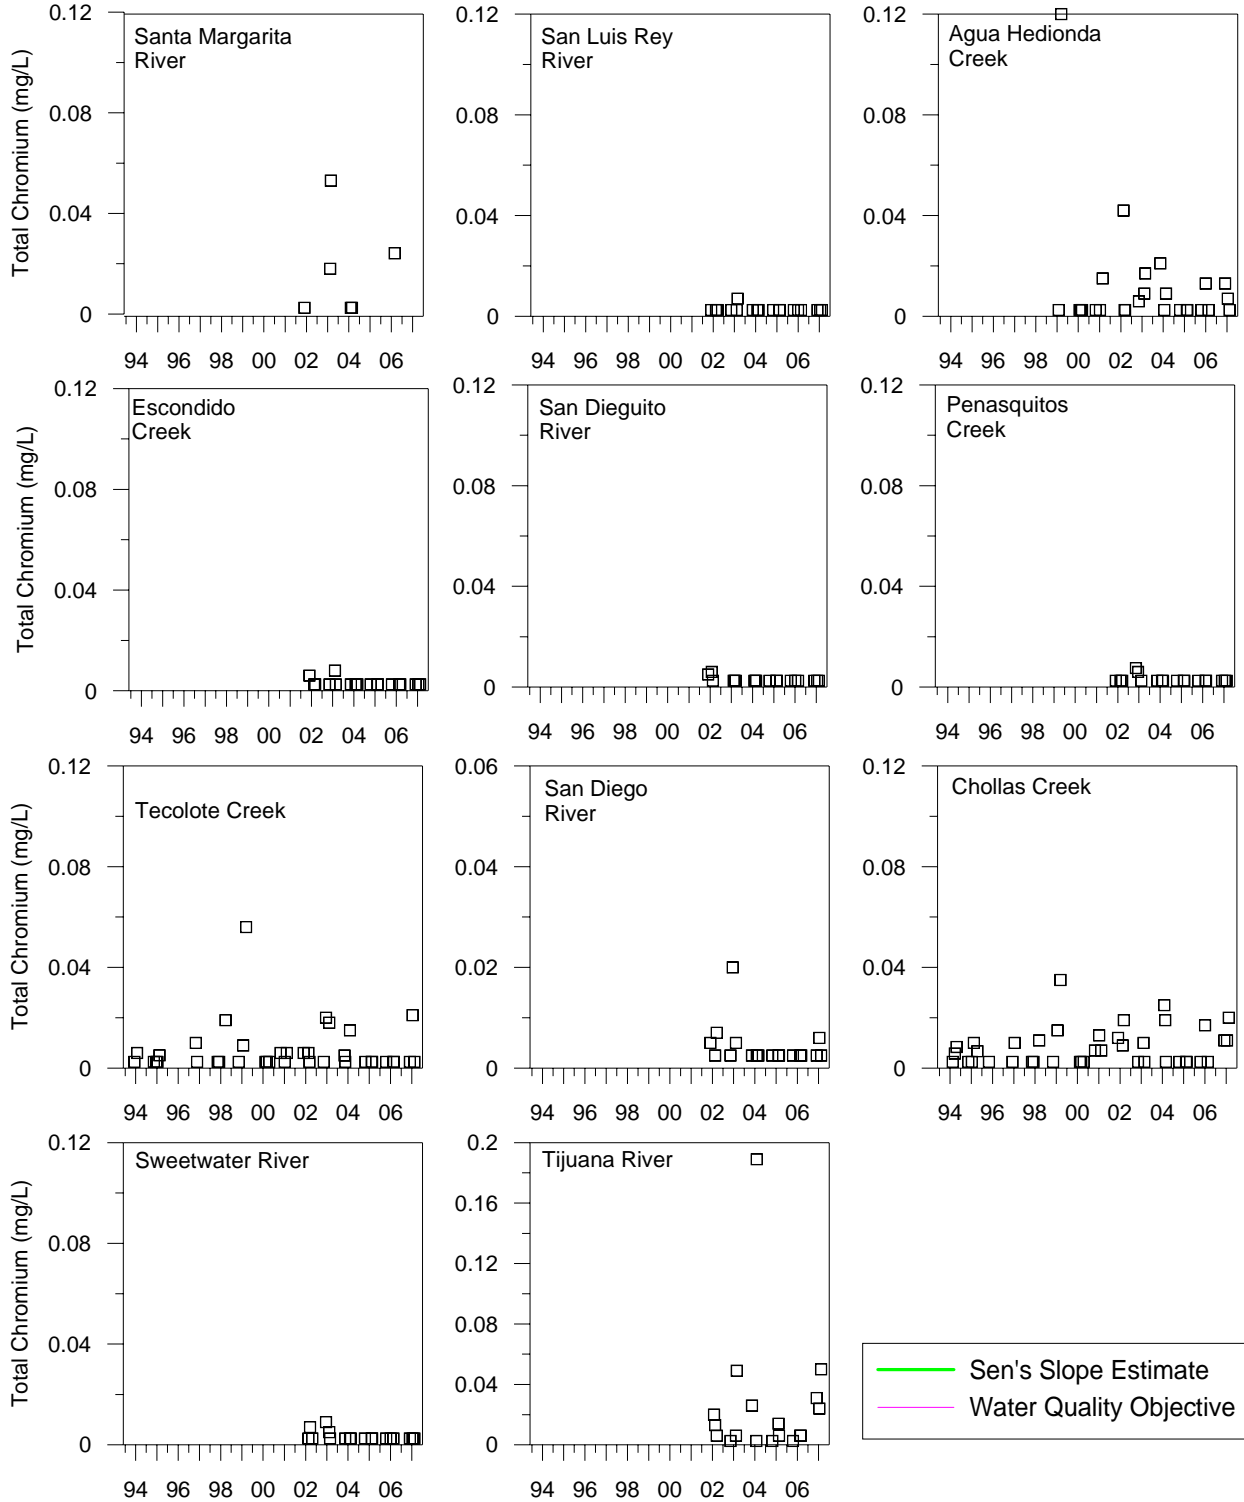 0.12
0.08
0.04
0
Total Chromium (mg/L)
Santa Margarita
River
94 96 98 00 02 04 06
0.12
0.08
0.04
0
San Luis Rey
River
94 96 98 00 02 04 06
0.12
0.08
0.04
0
Agua Hedionda
Creek
94 96 98 00 02 04 06
0.12
0.08
0.04
0
Total Chromium (mg/L)
Escondido
Creek
94 96 98 00 02 04 06
0.12
0.08
0.04
0
San Dieguito
River
94 96 98 00 02 04 06
0.12
0.08
0.04
0
Penasquitos
Creek
94 96 98 00 02 04 06
0.12
0.08
0.04
0
Total Chromium (mg/L)
Tecolote Creek
94 96 98 00 02 04 06
0.06
0.04
0.02
0
San Diego
River
94 96 98 00 02 04 06
0.12
0.08
0.04
0
Chollas Creek
94 96 98 00 02 04 06
0.12
0.08
0.04
0
Total Chromium (mg/L)
Sweetwater River
94 96 98 00 02 04 06
0.2
0.16
0.12
0.08
0.04
0
Tijuana River
94 96 98 00 02 04 06
Sen's Slope Estimate
Water Quality Objective